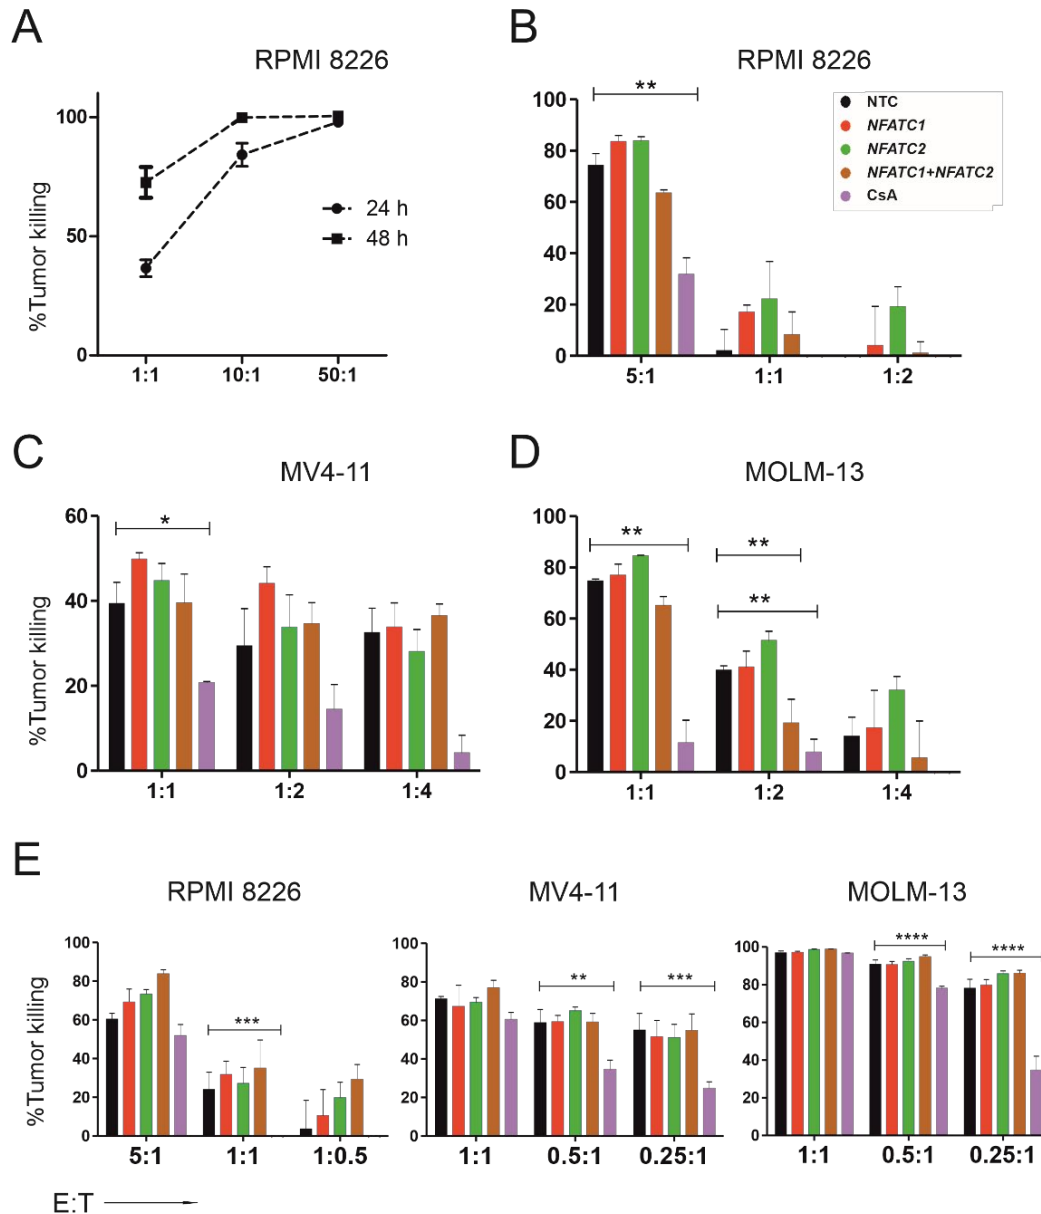 A
RPMI 8226
%Tumor killing
100
50
0
24 h
48 h
1:1
10:1
50:1
B
RPMI 8226
**
100
80
60
40
20
0
NTC
NFATC1
NFATC2
NFATC1+NFATC2
CsA
5:1
1:1
1:2
C
MV4-11
%Tumor killing
60
40
20
0
*
1:1
1:2
1:4
D
MOLM-13
100
80
60
40
20
0
**
**
**
1:1
1:2
1:4
E
RPMI 8226
%Tumor killing
100
80
60
40
20
0
***
5:1
1:1
1:0.5
MV4-11
100
80
60
40
20
0
**
***
1:1
0.5:1
0.25:1
MOLM-13
100
80
60
40
20
0
****
****
1:1
0.5:1
0.25:1
E:T